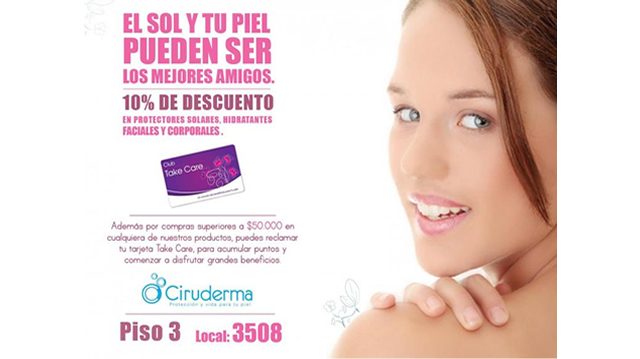 EL SOL Y TU PIEL
PUEDEN SER
LOS MEJORES AMIGOS.
10% DE DESCUENTO
EN PROTECTORES SOLARES, HIDRATANTES
FACIALES Y CORPORALES .
Club
Take Care
Además por compras superiores a $50.000 en
cualquiera de nuestros productos, puedes reclamar
tu tarjeta Take Care, para acumular puntos y
comenzar a disfrutar grandes beneficios.
Ciruderma
Protección y vida para tu piel
Piso 3 Local: 3508